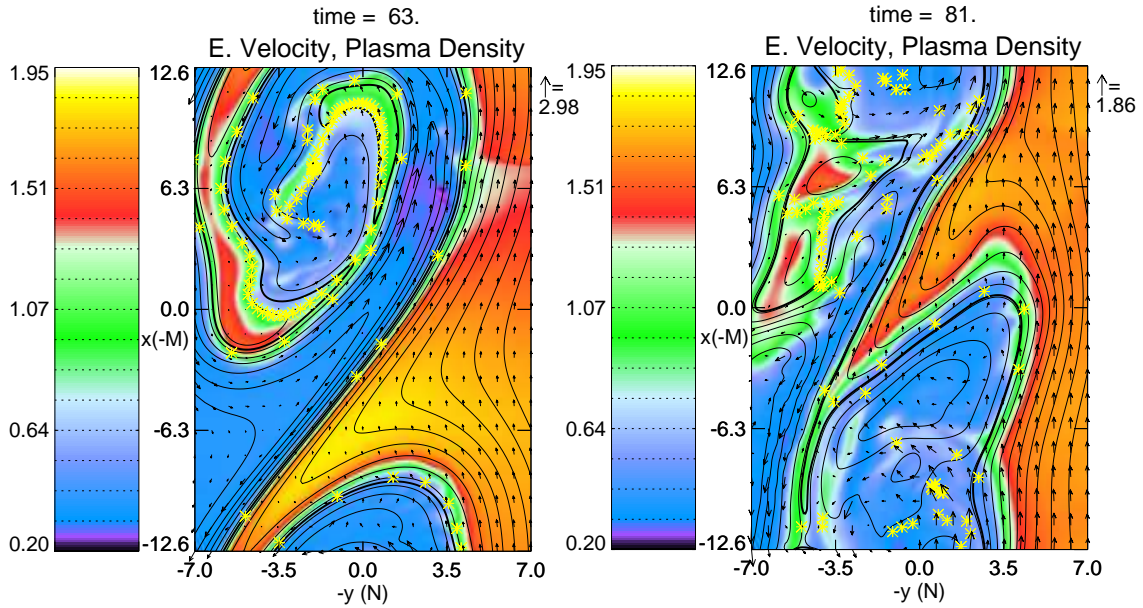 time = 63.
E. Velocity, Plasma Density
1.95
1.51
1.07
0.64
0.20
12.6
6.3
0.0
x(-M)
-6.3
-12.6
-7.0 -3.5 0.0 3.5 7.0
-y (N)
=
2.98
time = 81.
E. Velocity, Plasma Density
1.95
1.51
1.07
0.64
0.20
12.6
6.3
0.0
x(-M)
-6.3
-12.6
-7.0 -3.5 0.0 3.5 7.0
-y (N)
=
1.86